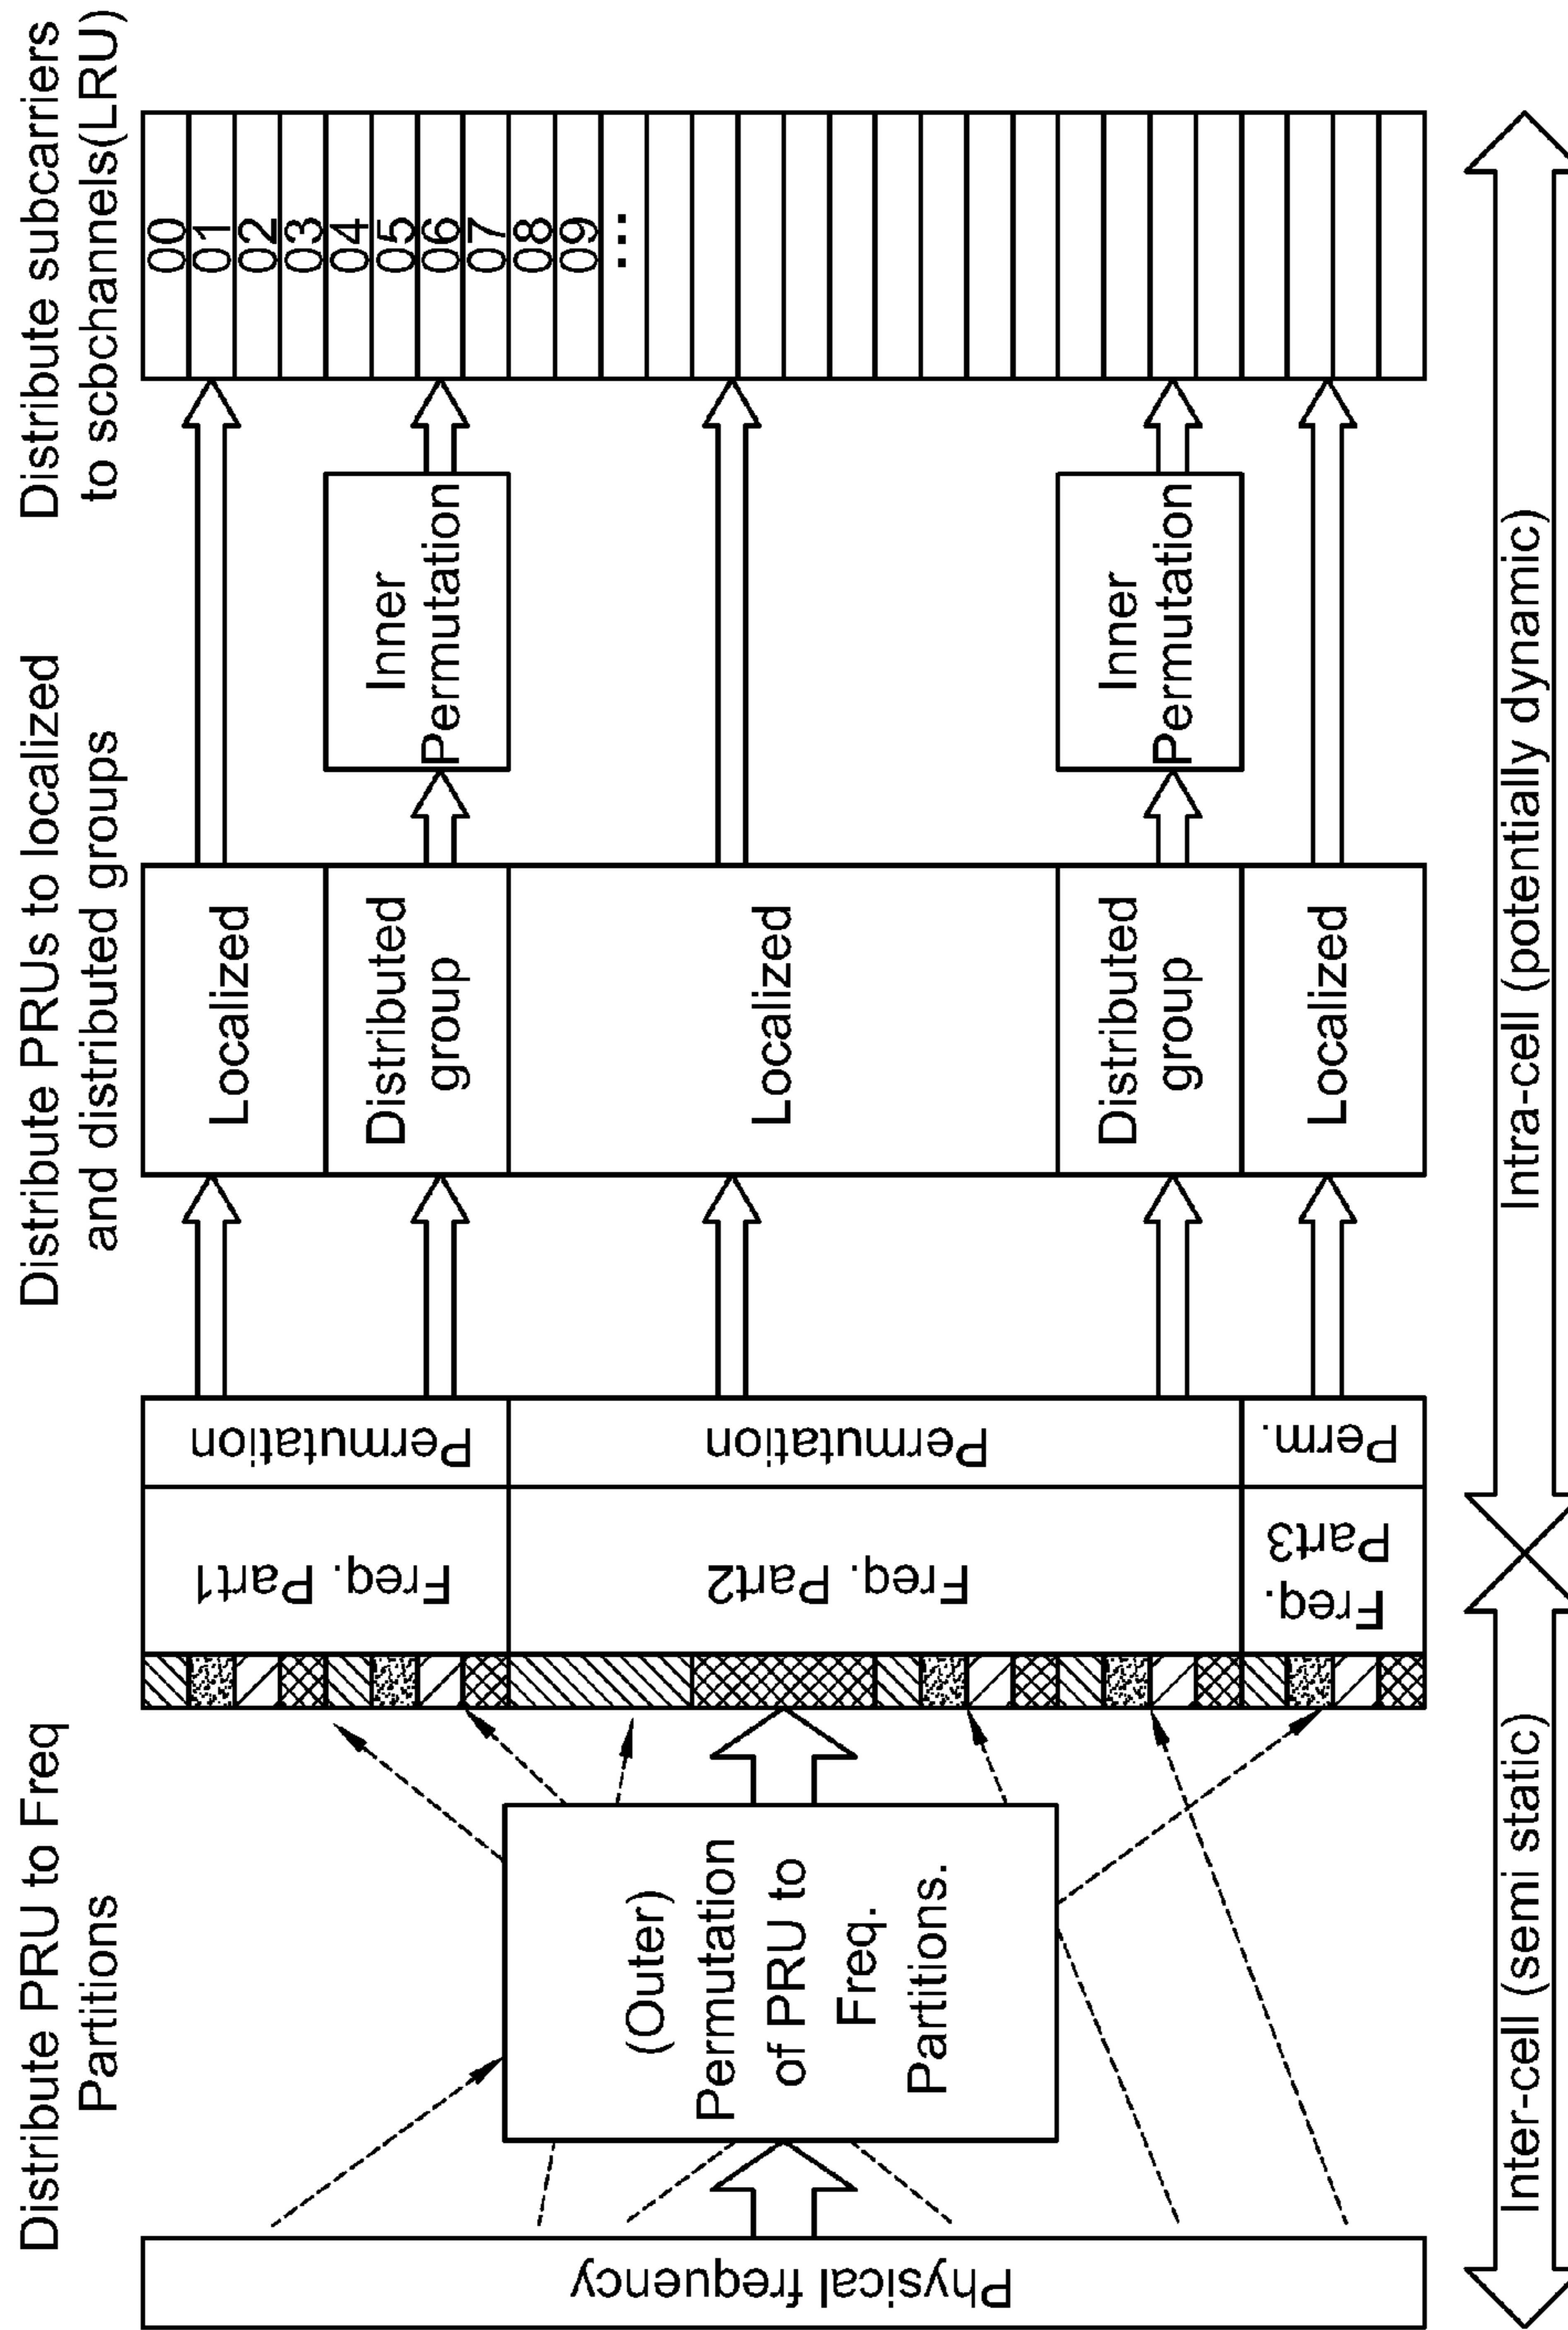 Distribute PRU to Freq
Partitions
Distribute PRUs to localized
and distributed groups
Distribute subcarriers
to scbchannels(LRU)
Physical frequency
(Outer)
Permutation
of PRU to
Freq.
Partitions.
Freq. Part1
Freq. Part2
Freq.
Part3
Permutation
Permutation
Perm.
Localized
Distributed
group
Localized
Distributed
group
Localized
Inner
Permutation
Inner
Permutation
00
01
02
03
04
05
06
07
08
09
...
Inter-cell (semi static)
Intra-cell (potentially dynamic)